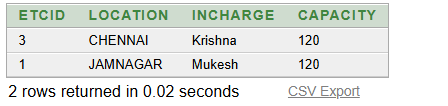 ETCID LOCATION INCHARGE CAPACITY
3 CHENNAI Krishna 120
1 JAMNAGAR Mukesh 120
2 rows returned in 0.02 seconds CSV Export